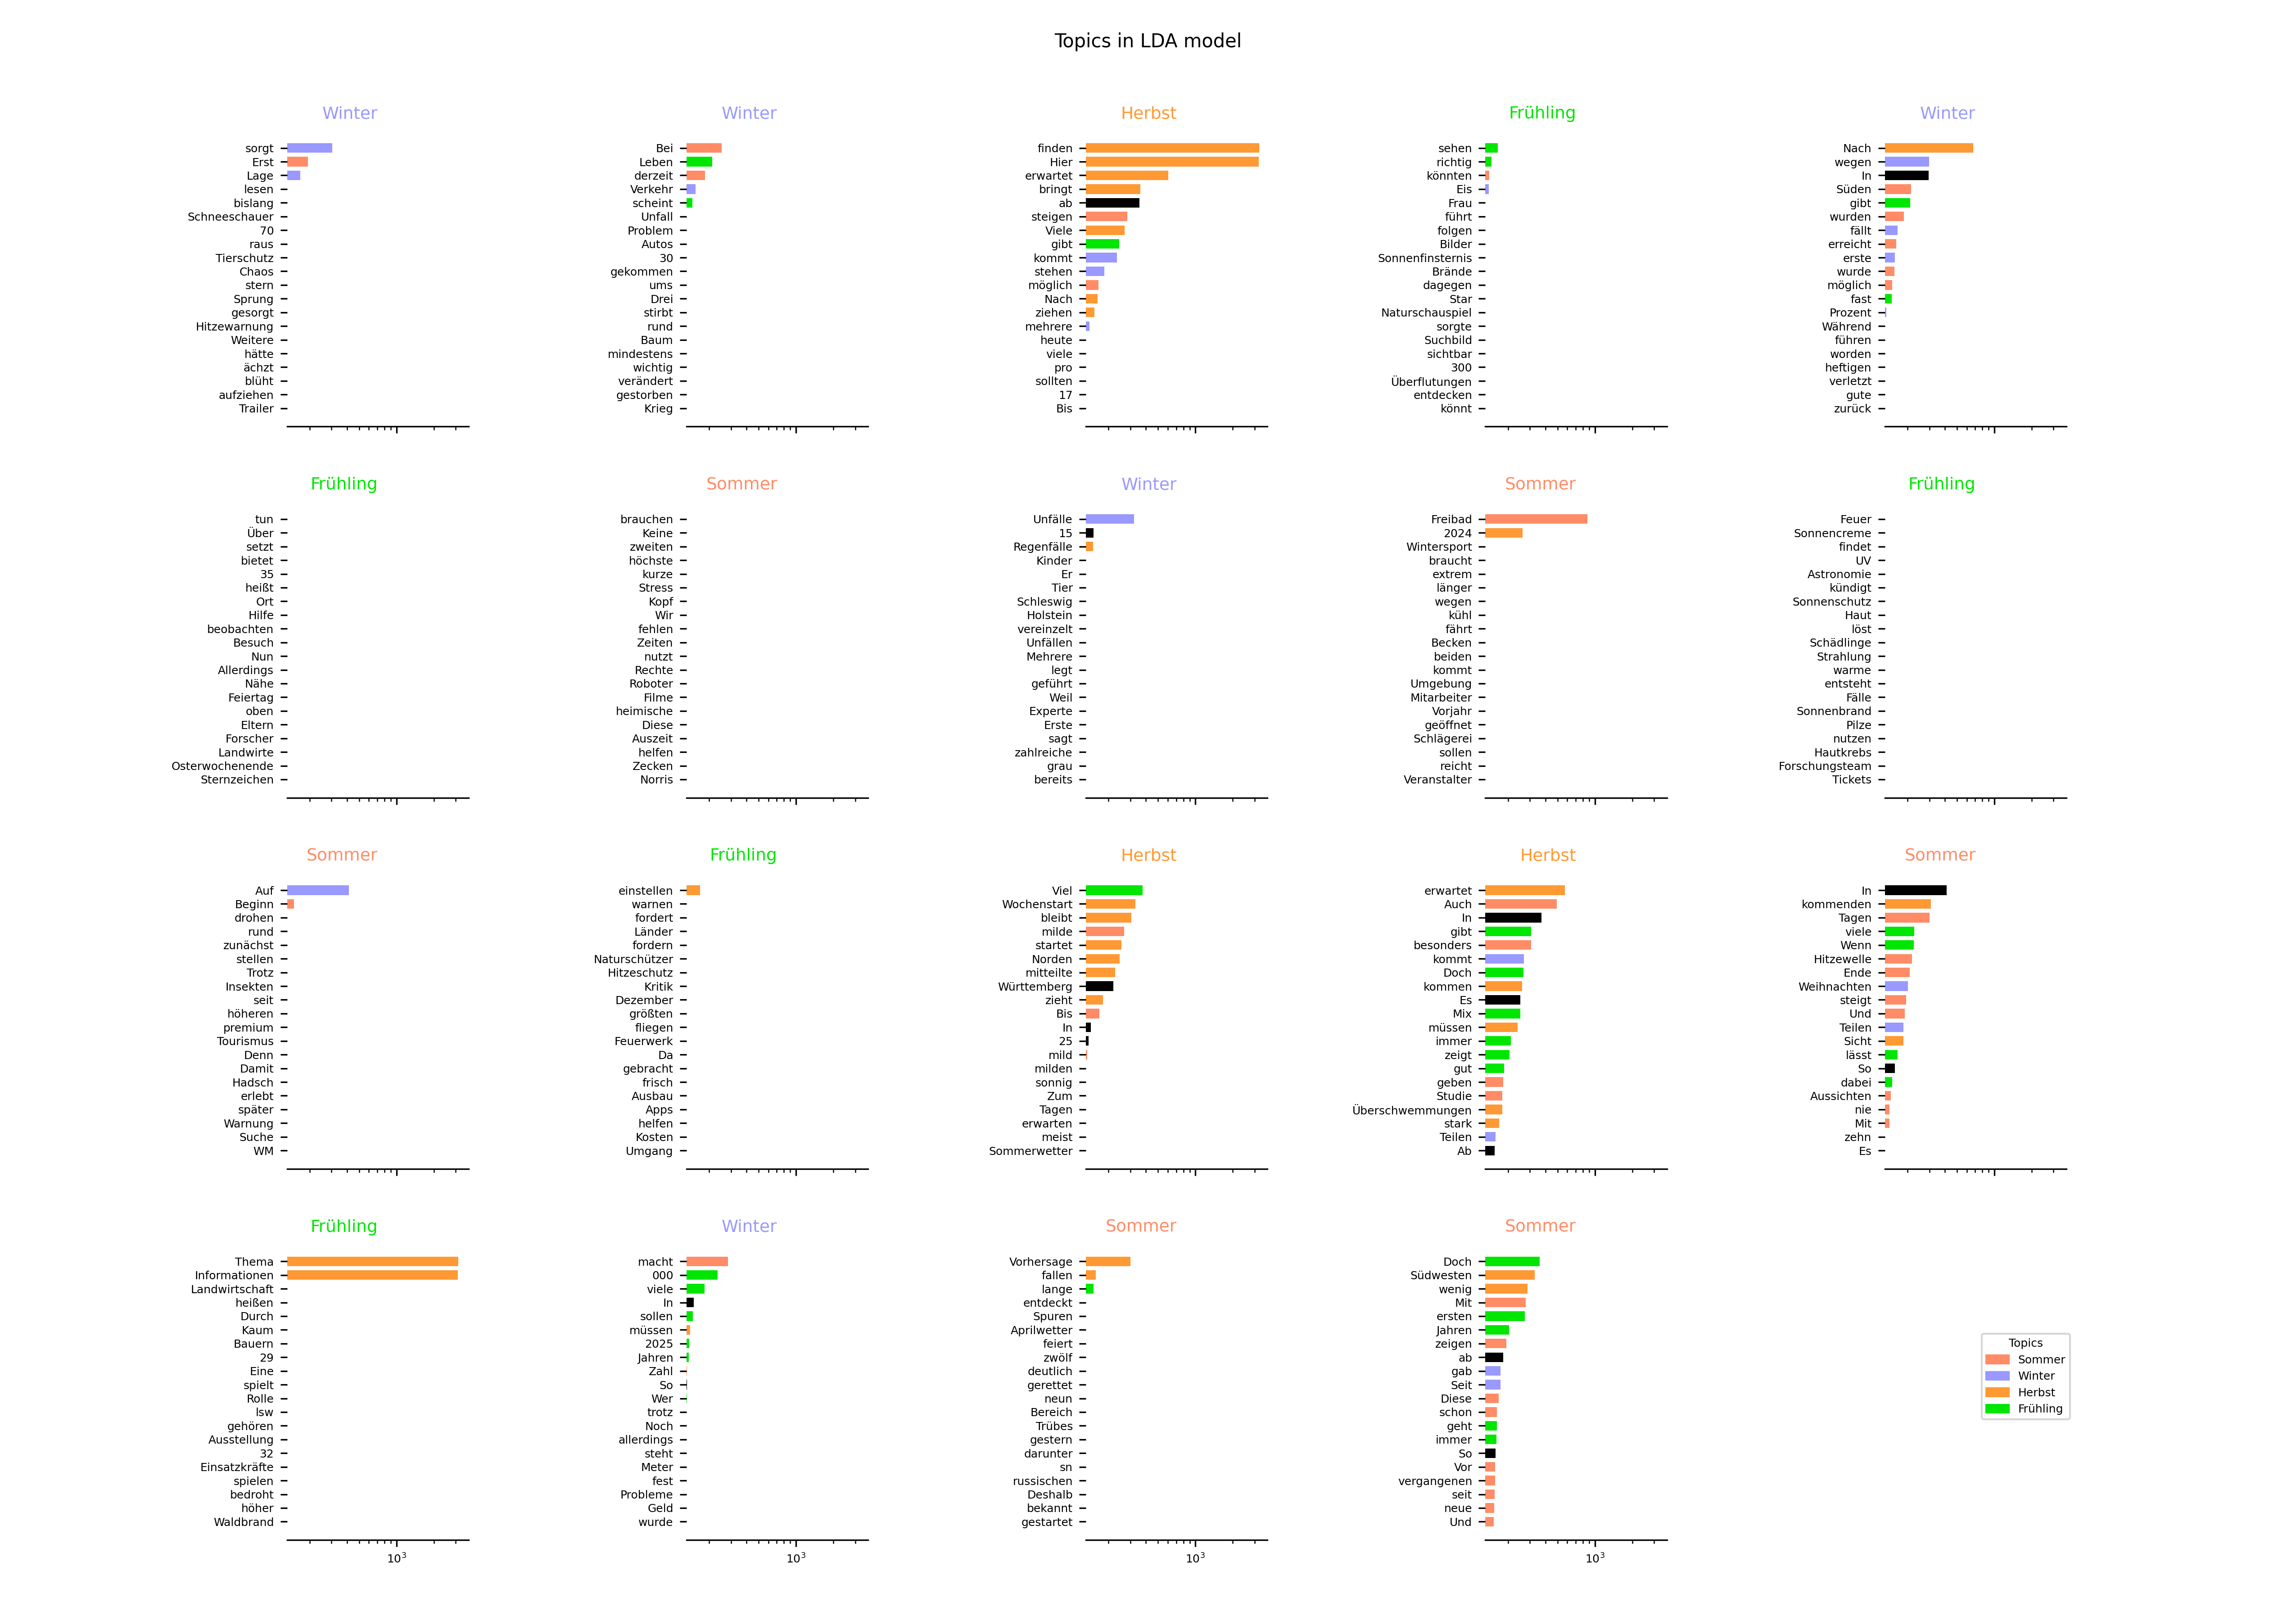 Topics in LDA model
Winter
sorgt
Erst
Lage
lesen
bislang
Schneeschauer
70
raus
Tierschutz
Chaos
stern
Sprung
gesorgt
Hitzewarnung
Weitere
hätte
ächzt
blüht
aufziehen
Trailer
Winter
Bei
Leben
derzeit
Verkehr
scheint
Unfall
Problem
Autos
30
gekommen
ums
Drei
stirbt
rund
Baum
mindestens
wichtig
verändert
gestorben
Krieg
Herbst
finden
Hier
erwartet
bringt
ab
steigen
Viele
gibt
kommt
stehen
möglich
Nach
ziehen
mehrere
heute
viele
pro
sollten
17
Bis
Frühling
sehen
richtig
könnten
Eis
Frau
führt
folgen
Bilder
Sonnenfinsternis
Brände
dagegen
Star
Naturschauspiel
sorgte
Suchbild
sichtbar
300
Überflutungen
entdecken
könnt
Winter
Nach
wegen
In
Süden
gibt
wurden
fällt
erreicht
erste
wurde
möglich
fast
Prozent
Während
führen
worden
heftigen
verletzt
gute
zurück
Frühling
tun
Über
setzt
bietet
35
heißt
Ort
Hilfe
beobachten
Besuch
Nun
Allerdings
Nähe
Feiertag
oben
Eltern
Forscher
Landwirte
Osterwochenende
Sternzeichen
Sommer
brauchen
Keine
zweiten
höchste
kurze
Stress
Kopf
Wir
fehlen
Zeiten
nutzt
Rechte
Roboter
Filme
heimische
Diese
Auszeit
helfen
Zecken
Norris
Winter
Unfälle
15
Regenfälle
Kinder
Er
Tier
Schleswig
Holstein
vereinzelt
Unfällen
Mehrere
legt
geführt
Weil
Experte
Erste
sagt
zahlreiche
grau
bereits
Sommer
Freibad
2024
Wintersport
braucht
extrem
länger
wegen
kühl
fährt
Becken
beiden
kommt
Umgebung
Mitarbeiter
Vorjahr
geöffnet
Schlägerei
sollen
reicht
Veranstalter
Frühling
Feuer
Sonnencreme
findet
UV
Astronomie
kündigt
Sonnenschutz
Haut
löst
Schädlinge
Strahlung
warme
entsteht
Fälle
Sonnenbrand
Pilze
nutzen
Hautkrebs
Forschungsteam
Tickets
Sommer
Auf
Beginn
drohen
rund
zunächst
stellen
Trotz
Insekten
seit
höheren
premium
Tourismus
Denn
Damit
Hadsch
erlebt
später
Warnung
Suche
WM
Frühling
einstellen
warnen
fordert
Länder
fordern
Naturschützer
Hitzeschutz
Kritik
Dezember
größten
fliegen
Feuerwerk
Da
gebracht
frisch
Ausbau
Apps
helfen
Kosten
Umgang
Herbst
Viel
Wochenstart
bleibt
milde
startet
Norden
mitteilte
Württemberg
zieht
Bis
In
25
mild
milden
sonnig
Zum
Tagen
erwarten
meist
Sommerwetter
Herbst
erwartet
Auch
In
gibt
besonders
kommt
Doch
kommen
Es
Mix
müssen
immer
zeigt
gut
geben
Studie
Überschwemmungen
stark
Teilen
Ab
Sommer
In
kommenden
Tagen
viele
Wenn
Hitzewelle
Ende
Weihnachten
steigt
Und
Teilen
Sicht
lässt
So
dabei
Aussichten
nie
Mit
zehn
Es
Frühling
Thema
Informationen
Landwirtschaft
heißen
Durch
Kaum
Bauern
29
Eine
spielt
Rolle
lsw
gehören
Ausstellung
32
Einsatzkräfte
spielen
bedroht
höher
Waldbrand
10³
Winter
macht
000
viele
In
sollen
müssen
2025
Jahren
Zahl
So
Wer
trotz
Noch
allerdings
steht
Meter
fest
Probleme
Geld
wurde
10³
Sommer
Vorhersage
fallen
lange
entdeckt
Spuren
Aprilwetter
feiert
zwölf
deutlich
gerettet
neun
Bereich
Trübes
gestern
darunter
sn
russischen
Deshalb
bekannt
gestartet
10³
Sommer
Doch
Südwesten
wenig
Mit
ersten
Jahren
zeigen
ab
gab
Seit
Diese
schon
geht
immer
So
Vor
vergangenen
seit
neue
Und
10³
Topics
Sommer
Winter
Herbst
Frühling